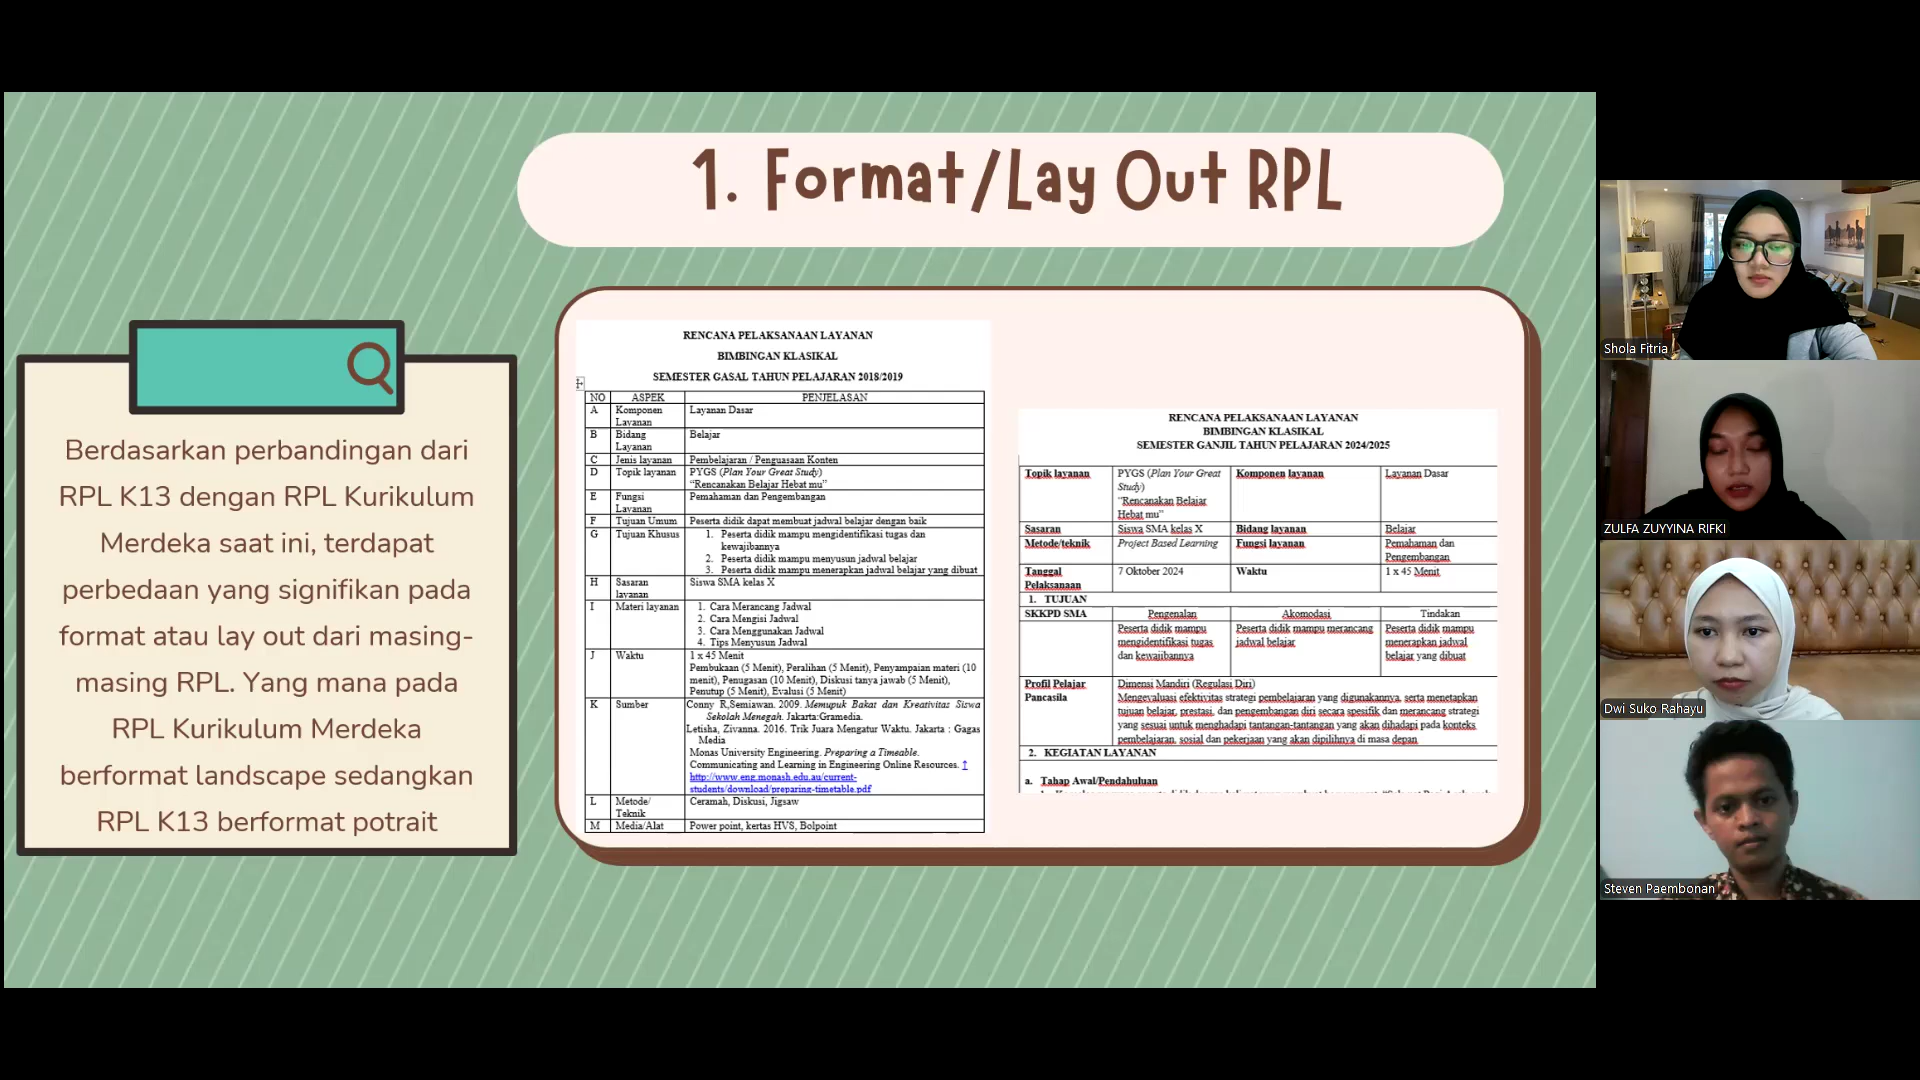 1. Format/Lay Out RPL
Berdasarkan perbandingan dari
RPL K13 dengan RPL Kurikulum
Merdeka saat ini, terdapat
perbedaan yang signifikan pada
format atau lay out dari masing-
masing RPL. Yang mana pada
RPL Kurikulum Merdeka
berformat landscape sedangkan
RPL K13 berformat potrait
RENCANA PELAKSANAAN LAYANAN
BIMBINGAN KLASIKAL
SEMESTER GASAL TAHUN PELAJARAN 2018/2019
NO ASPEK PENJELASAN
A Komponen Layanan Dasar
Layanan
B Bidang Belajar
Layanan
C Jenis layanan Pembelajaran / Penguasaan Konten
D Topik layanan PYGS (Plan Your Great Study)
“Rencanakan Belajar Hebat mu”
E Fungsi Pemahaman dan Pengembangan
Layanan
F Tujuan Umum Peserta didik dapat membuat jadwal belajar dengan baik
G Tujuan Khusus 1. Peserta didik mampu mengidentifikasi tugas dan
kewajibannya
2. Peserta didik mampu menyusun jadwal belajar
3. Peserta didik mampu menerapkan jadwal belajar yang dibuat
H Sasaran Siswa SMA kelas X
layanan
I Materi layanan 1. Cara Merancang Jadwal
2. Cara Mengisi Jadwal
3. Cara Menggunakan Jadwal
4. Tips Menyusun Jadwal
J Waktu 1 x 45 Menit
Pembukaan (5 Menit), Peralihan (5 Menit), Penyampaian materi (10
menit), Penugasan (10 Menit), Diskusi tanya jawab (5 Menit),
Penutup (5 Menit), Evalusi (5 Menit)
K Sumber Conny R,Semiawan. 2009. Memupuk Bakat dan Kreativitas Siswa
Sekolah Menegah. Jakarta:Gramedia.
Letisha, Zivanna. 2016. Trik Juara Mengatur Waktu. Jakarta : Gagas
Media
Monas University Engineering. Preparing a Timeable.
Communicating and Learning in Engineering Online Resources. ↑
http://www.eng.monash.edu.au/current-
students/download/preparing-timetable.pdf
L Metode/ Ceramah, Diskusi, Jigsaw
Teknik
M Media/Alat Power point, kertas HVS, Bolpoint
RENCANA PELAKSANAAN LAYANAN
BIMBINGAN KLASIKAL
SEMESTER GANJIL TAHUN PELAJARAN 2024/2025
Topik layanan PYGS (Plan Your Great Komponen layanan Layanan Dasar
Study)
“Rencanakan Belajar
Hebat mu”
Sasaran Siswa SMA kelas X Bidang layanan Belajar
Metode/teknik Project Based Learning Fungsi layanan Pemahaman dan
Pengembangan
Tanggal 7 Oktober 2024 Waktu 1 x 45 Menit
Pelaksanaan
1. TUJUAN
SKKPD SMA Pengenalan Akomodasi Tindakan
Peserta didik mampu Peserta didik mampu merancang Peserta didik mampu
mengidentifikasi tugas jadwal belajar menerapkan jadwal
dan kewajibannya belajar yang dibuat
Profil Pelajar Dimensi Mandiri (Regulasi Diri)
Pancasila Mengevaluasi efektivitas strategi pembelajaran yang digunakannya, serta menetapkan
tujuan belajar, prestasi, dan pengembangan diri secara spesifik dan merancang strategi
yang sesuai untuk menghadapi tantangan-tantangan yang akan dihadapi pada konteks
pembelajaran, sosial dan pekerjaan yang akan dipilihnya di masa depan
2. KEGIATAN LAYANAN
a. Tahap Awal/Pendahuluan
Shola Fitria
ZULFA ZUYYINA RIFKI
Dwi Suko Rahayu
Steven Paembonan